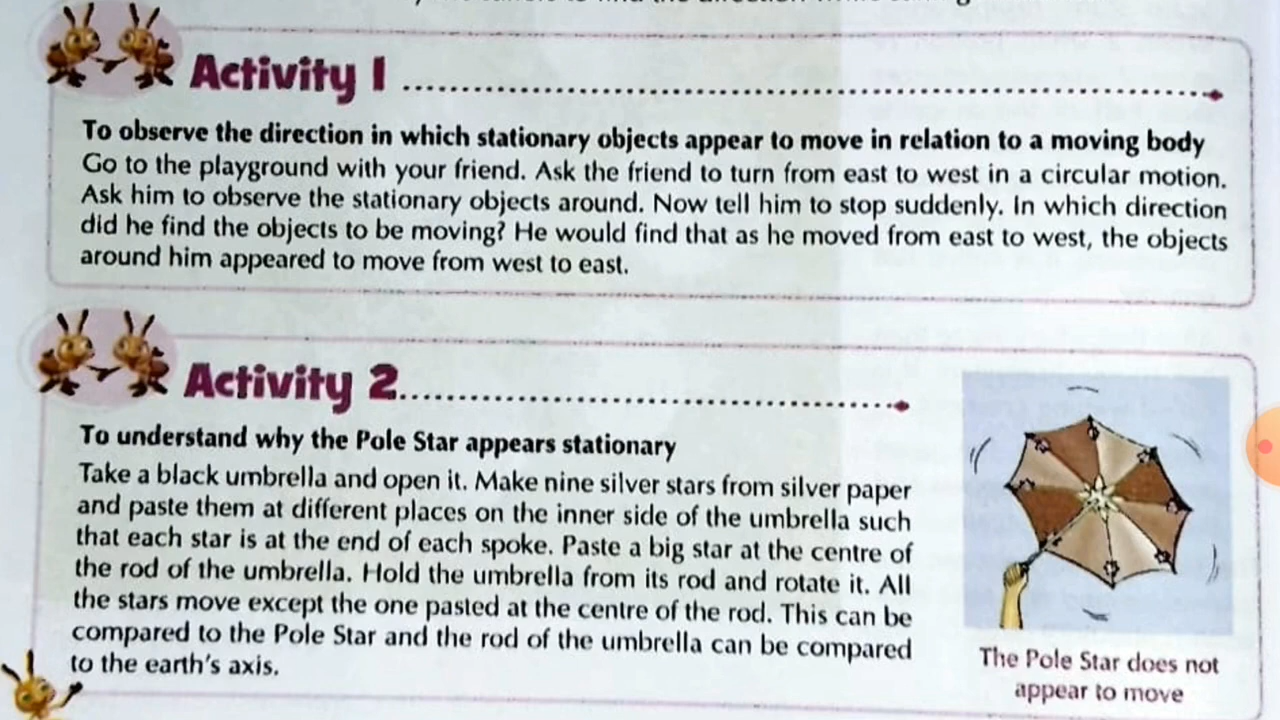 Activity 1
To observe the direction in which stationary objects appear to move in relation to a moving body
Go to the playground with your friend. Ask the friend to turn from east to west in a circular motion.
Ask him to observe the stationary objects around. Now tell him to stop suddenly. In which direction
did he find the objects to be moving? He would find that as he moved from east to west, the objects
around him appeared to move from west to east.
Activity 2
To understand why the Pole Star appears stationary
Take a black umbrella and open it. Make nine silver stars from silver paper
and paste them at different places on the inner side of the umbrella such
that each star is at the end of each spoke. Paste a big star at the centre of
the rod of the umbrella. Hold the umbrella from its rod and rotate it. All
the stars move except the one pasted at the centre of the rod. This can be
compared to the Pole Star and the rod of the umbrella can be compared
to the earth's axis.
The Pole Star does not
appear to move